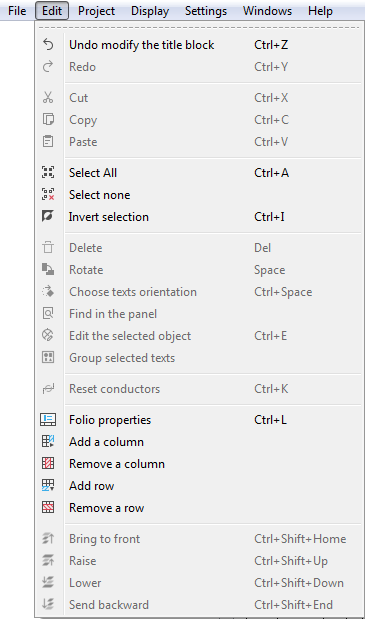 File Edit Project Display Settings Windows Help
Undo modify the title block Ctrl+Z
Redo Ctrl+Y
Cut Ctrl+X
Copy Ctrl+C
Paste Ctrl+V
Select All Ctrl+A
Select none
Invert selection Ctrl+I
Delete Del
Rotate Space
Choose texts orientation Ctrl+Space
Find in the panel
Edit the selected object Ctrl+E
Group selected texts
Reset conductors Ctrl+K
Folio properties Ctrl+L
Add a column
Remove a column
Add row
Remove a row
Bring to front Ctrl+Shift+Home
Raise Ctrl+Shift+Up
Lower Ctrl+Shift+Down
Send backward Ctrl+Shift+End